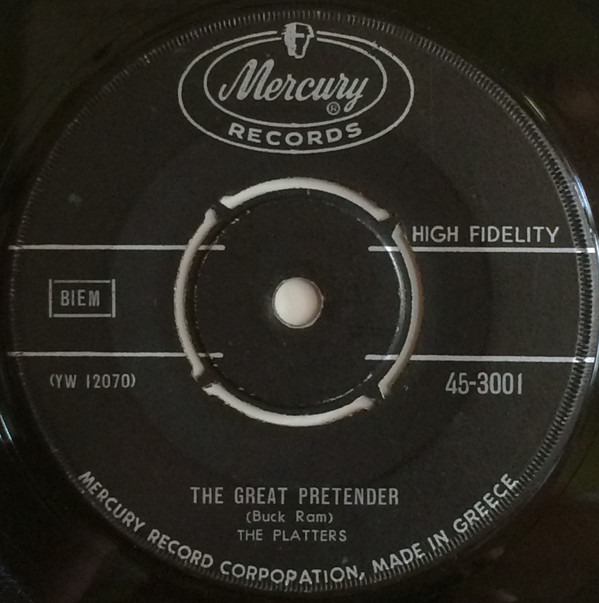 Mercury ®
RECORDS
HIGH FIDELITY
BIEM
(YW 12070)
45-3001
THE GREAT PRETENDER
(Buck Ram)
THE PLATTERS
MERCURY RECORD CORPOPATION, MADE IN GREECE